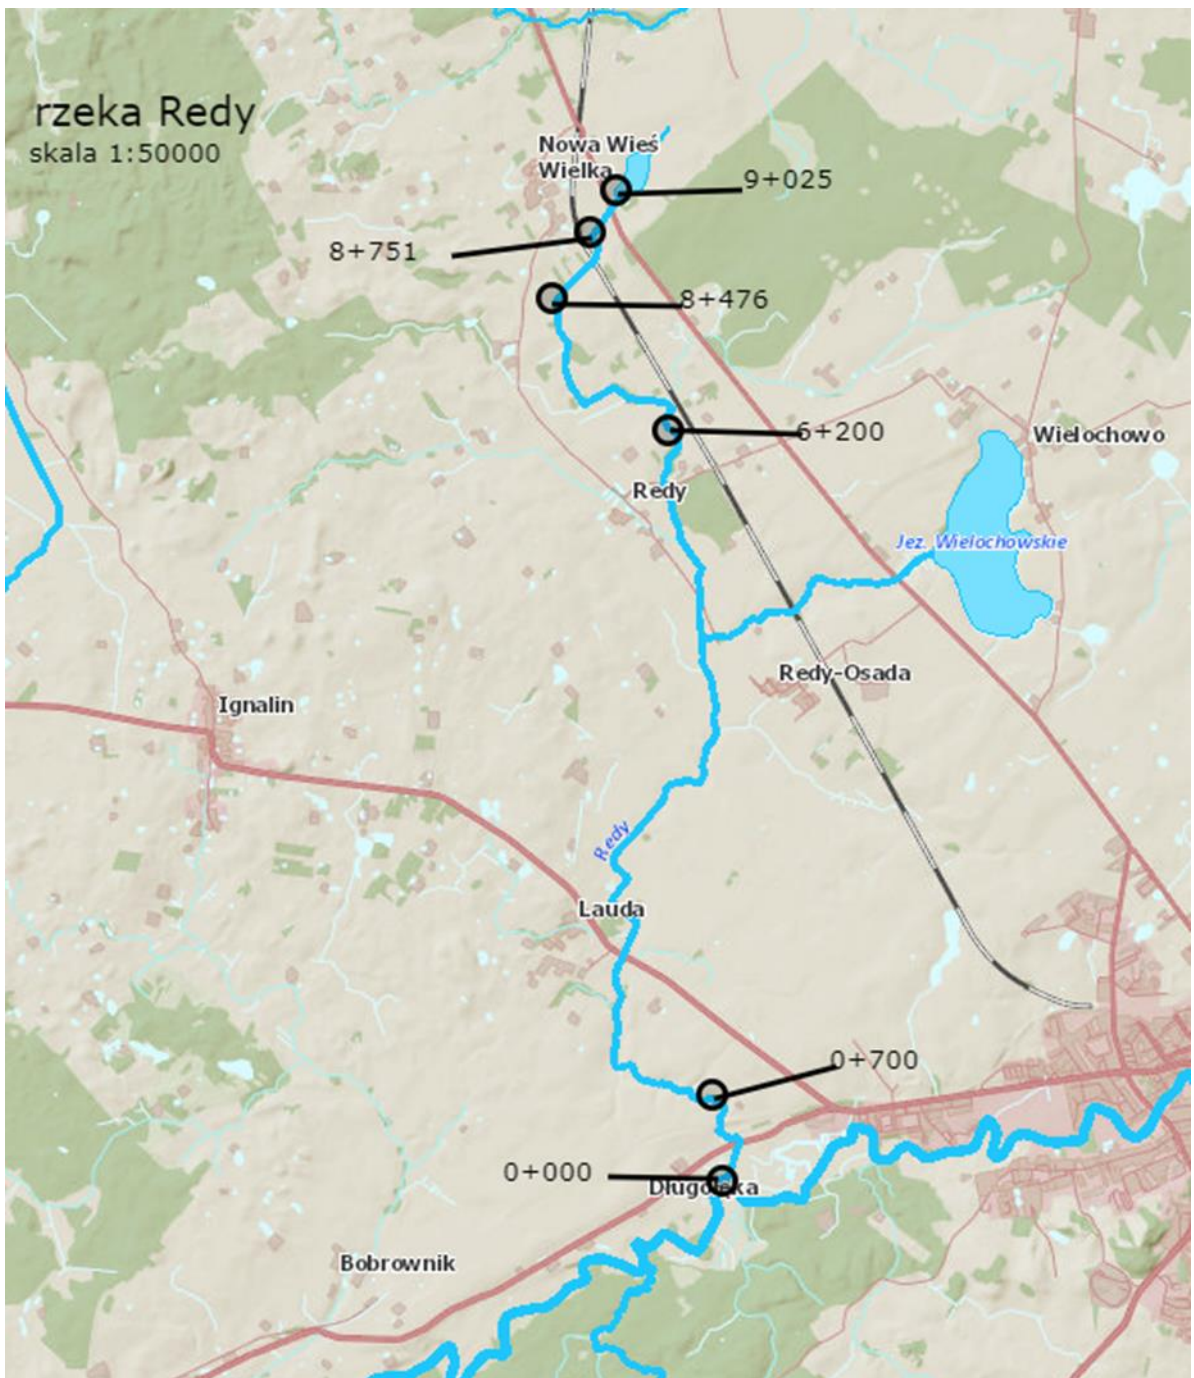 rzeka Redy
skala 1:50000
Nowa Wieś
Wielka
9+025
8+751
8+476
6+200
Wielochowo
Redy
Jez. Wielochowskie
Redy-Osada
Ignalin
Redy
Lauda
0+700
0+000
Długołęka
Bobrownik